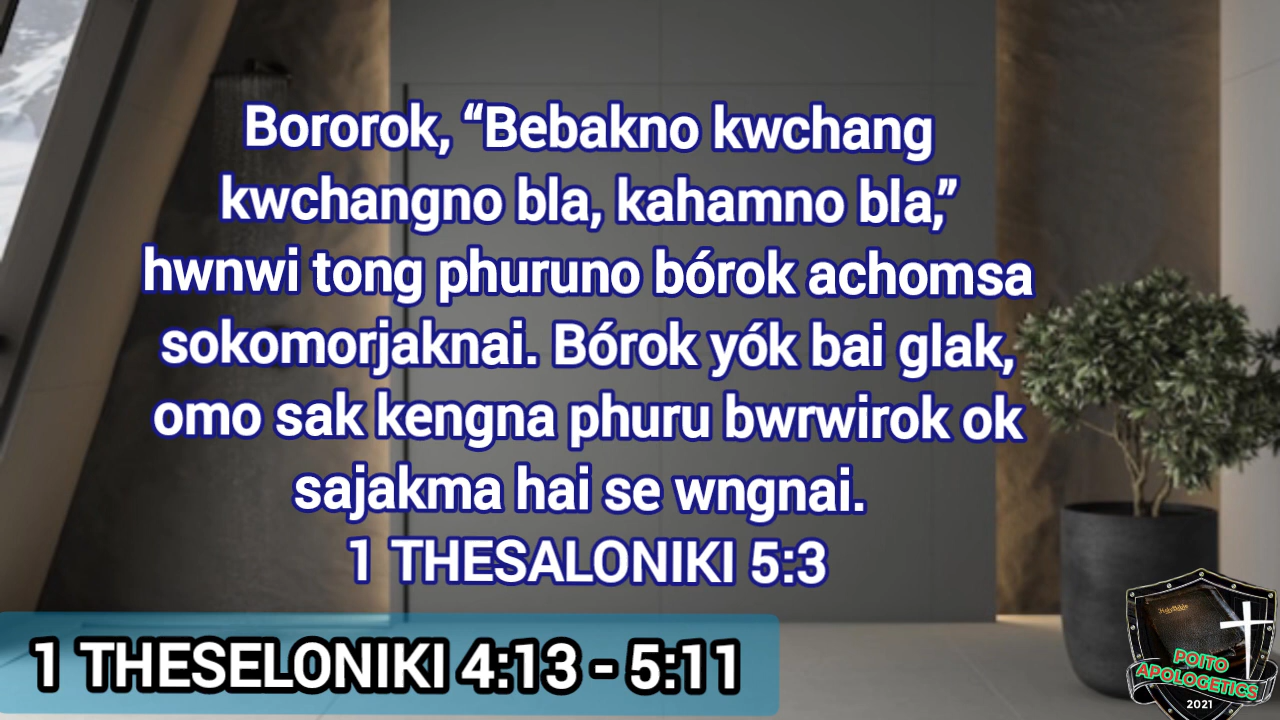 Bororok, “Bebakno kwchang
kwchangno bla, kahamno bla,”
hwnwi tong phuruno bórok achomsa
sokomorjaknai. Bórok yók bai glak,
omo sak kengna phuru bwrwirok ok
sajakma hai se wngnai.
1 THESALONIKI 5:3
1 THESELONIKI 4:13 - 5:11
HolyBible
POITO
APOLOGETICS
2021